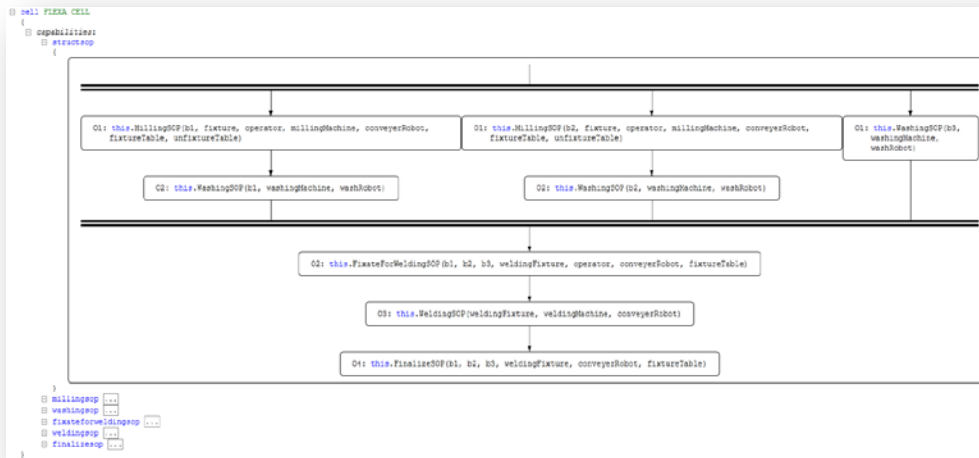 cell FLEXA CELL
{
capabilities:
structsop
{
O1: this.MillingSOP(b1, fixture, operator, millingMachine, conveyerRobot,
fixtureTable, unfixtureTable)
O1: this.MillingSOP(b2, fixture, operator, millingMachine, conveyerRobot,
fixtureTable, unfixtureTable)
O1: this.WashingSOP(b3,
washingMachine,
washRobot)
O2: this.WashingSOP(b1, washingMachine, washRobot)
O2: this.WashingSOP(b2, washingMachine, washRobot)
O2: this.FixateForWeldingSOP(b1, b2, b3, weldingFixture, operator, conveyerRobot, fixtureTable)
O3: this.WeldingSOP(weldingFixture, weldingMachine, conveyerRobot)
O4: this.FinalizeSOP(b1, b2, b3, weldingFixture, conveyerRobot, fixtureTable)
}
millingsop ...
washingsop ...
fixateforweldingsop ...
weldingsop ...
finalizesop ...
}